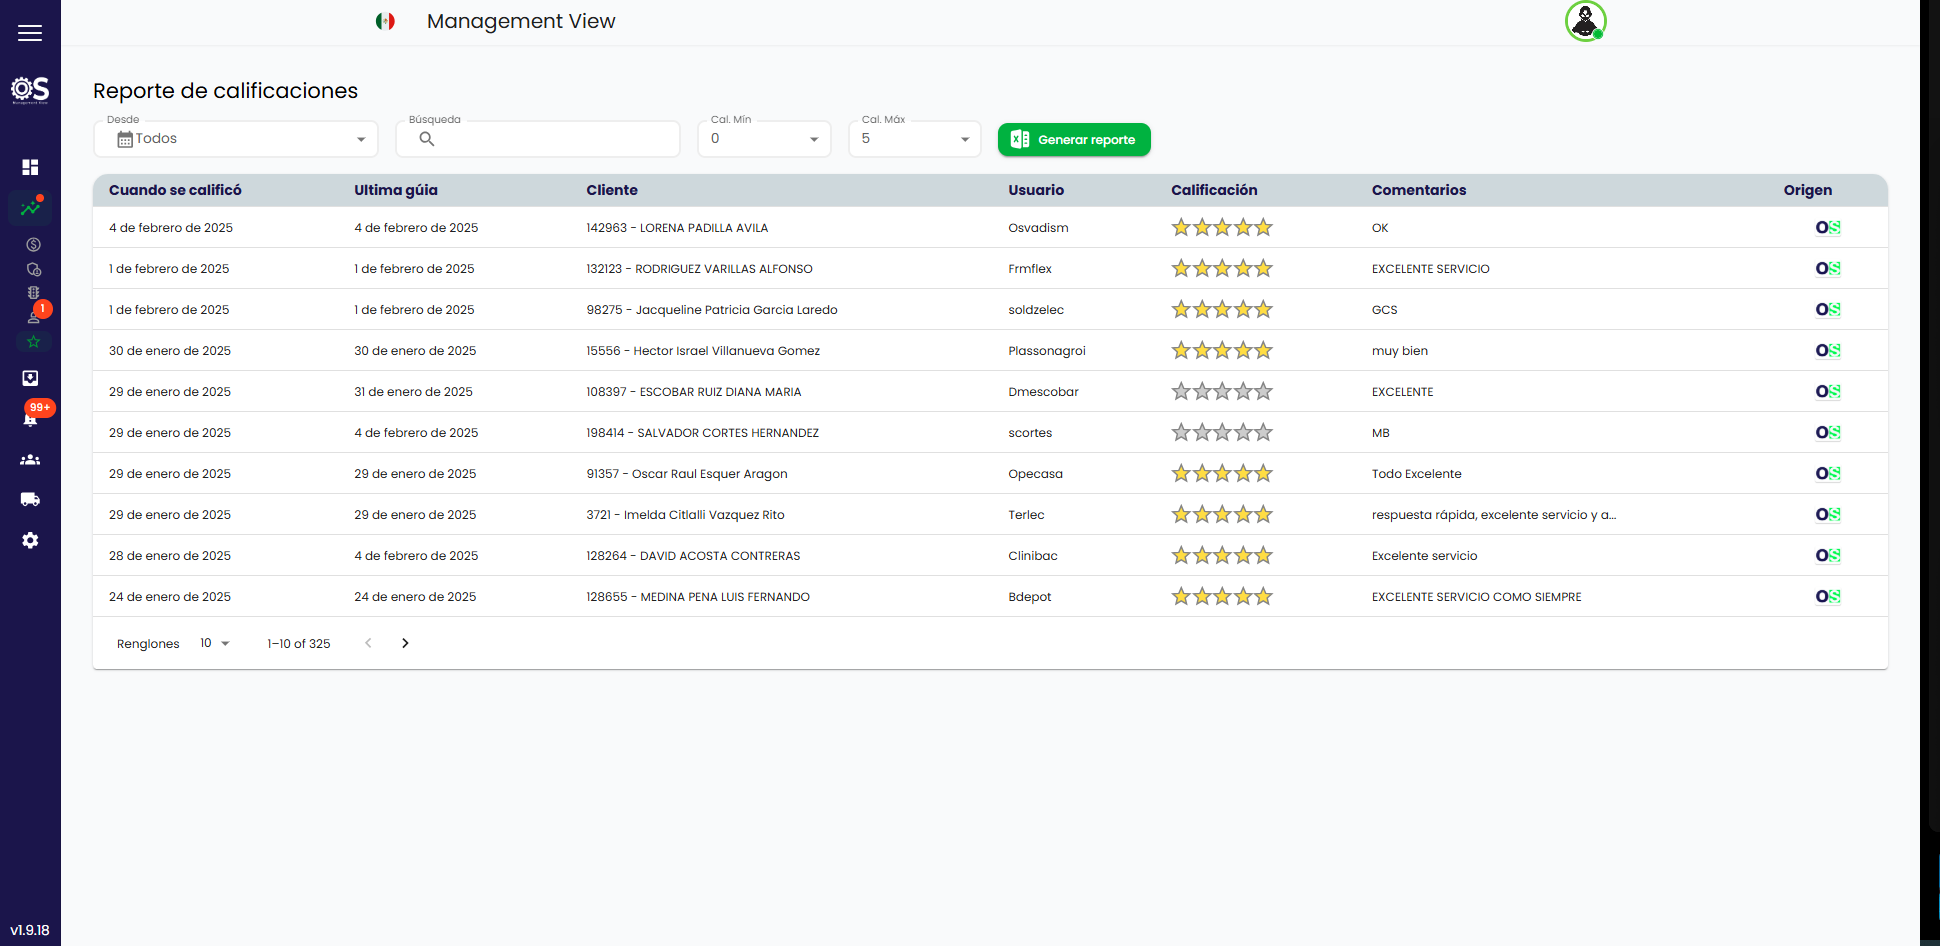 Management View
OS
Reporte de calificaciones
Desde
Todos
Búsqueda
Cal. Mín
0
Cal. Máx
5
Generar reporte
Cuando se calificó Ultima gúia Cliente Usuario Calificación Comentarios Origen
4 de febrero de 2025 4 de febrero de 2025 142963 - LORENA PADILLA AVILA Osvadism OK OS
1 de febrero de 2025 1 de febrero de 2025 132123 - RODRIGUEZ VARILLAS ALFONSO Frmflex EXCELENTE SERVICIO OS
1 de febrero de 2025 1 de febrero de 2025 98275 - Jacqueline Patricia Garcia Laredo soldzelec GCS OS
30 de enero de 2025 30 de enero de 2025 15556 - Hector Israel Villanueva Gomez Plassonagroi muy bien OS
29 de enero de 2025 31 de enero de 2025 108397 - ESCOBAR RUIZ DIANA MARIA Dmescobar EXCELENTE OS
29 de enero de 2025 4 de febrero de 2025 198414 - SALVADOR CORTES HERNANDEZ scortes MB OS
29 de enero de 2025 29 de enero de 2025 91357 - Oscar Raul Esquer Aragon Opecasa Todo Excelente OS
29 de enero de 2025 29 de enero de 2025 3721 - Imelda Citlalli Vazquez Rito Terlec respuesta rápida, excelente servicio y a... OS
28 de enero de 2025 4 de febrero de 2025 128264 - DAVID ACOSTA CONTRERAS Clinibac Excelente servicio OS
24 de enero de 2025 24 de enero de 2025 128655 - MEDINA PENA LUIS FERNANDO Bdepot EXCELENTE SERVICIO COMO SIEMPRE OS
Renglones 10 1–10 of 325
1
99+
v1.9.18